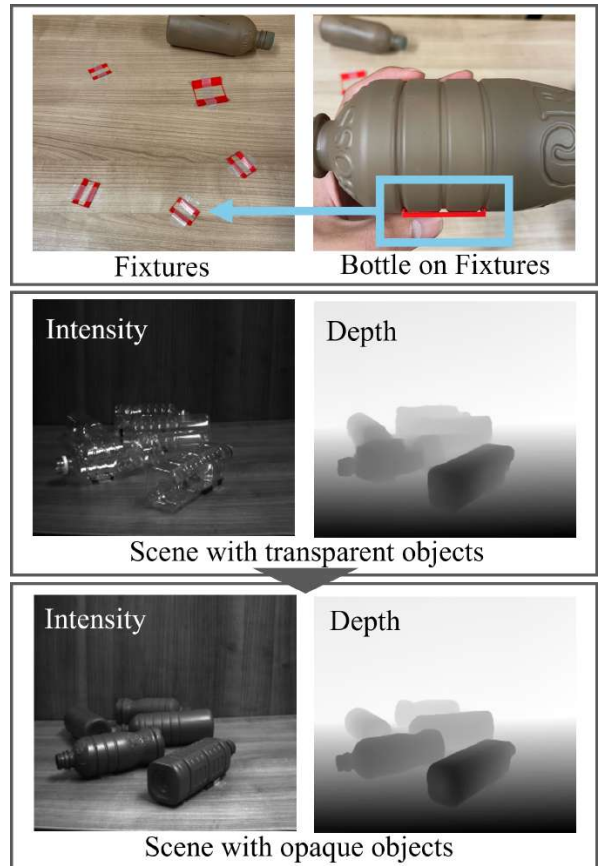 Fixtures
Bottle on Fixtures
Intensity
Depth
Scene with transparent objects
Intensity
Depth
Scene with opaque objects